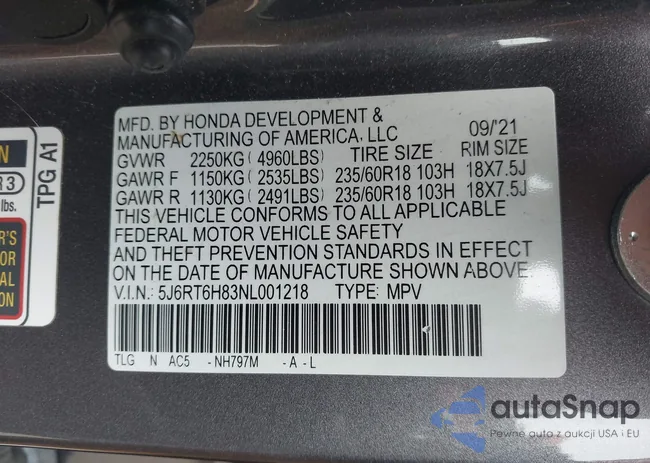 MFD. BY HONDA DEVELOPMENT &
MANUFACTURING OF AMERICA, LLC 09/'21
GVWR 2250KG ( 4960LBS) TIRE SIZE RIM SIZE
GAWR F 1150KG ( 2535LBS) 235/60R18 103H 18X7.5J
GAWR R 1130KG ( 2491LBS) 235/60R18 103H 18X7.5J
THIS VEHICLE CONFORMS TO ALL APPLICABLE
FEDERAL MOTOR VEHICLE SAFETY
AND THEFT PREVENTION STANDARDS IN EFFECT
ON THE DATE OF MANUFACTURE SHOWN ABOVE.
V.I.N.: 5J6RT6H83NL001218 TYPE: MPV
TLG N AC5 -NH797M -A-L
TPG A1
lbs.
autoSnap
Pewne auto z aukcji USA i EU